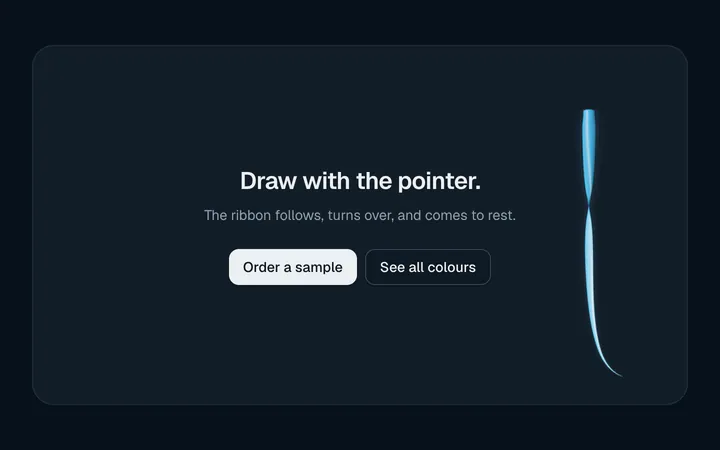 Draw with the pointer.
The ribbon follows, turns over, and comes to rest.
Order a sample
See all colours